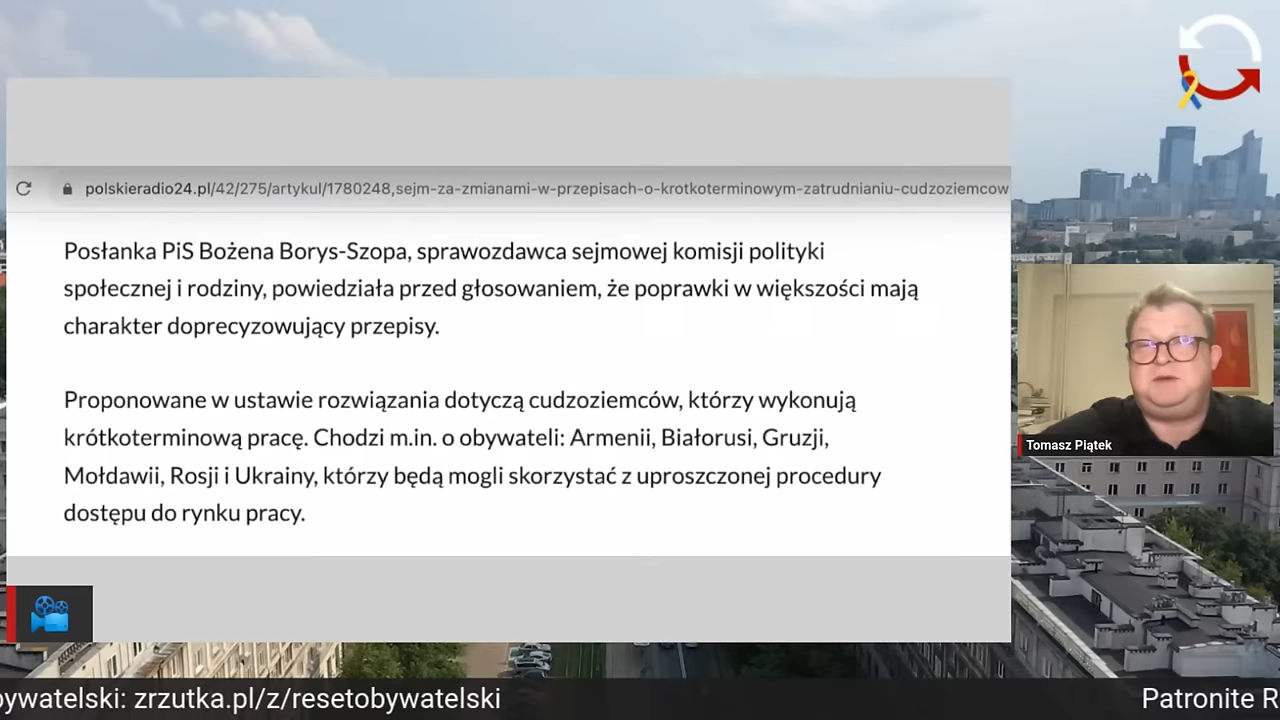 polskieradio24.pl/42/275/artykul/1780248,sejm-za-zmianami-w-przepisach-o-krotkoterminowym-zatrudnianiu-cudzoziemcow
Posłanka PiS Bożena Borys-Szopa, sprawozdawca sejmowej komisji polityki
społecznej i rodziny, powiedziała przed głosowaniem, że poprawki w większości mają
charakter doprecyzowujący przepisy.
Proponowane w ustawie rozwiązania dotyczą cudzoziemców, którzy wykonują
krótkoterminową pracę. Chodzi m.in. o obywateli: Armenii, Białorusi, Gruzji,
Mołdawii, Rosji i Ukrainy, którzy będą mogli skorzystać z uproszczonej procedury
dostępu do rynku pracy.
Tomasz Piątek
bywatelski: zrzutka.pl/z/resetobywatelski
Patronite R